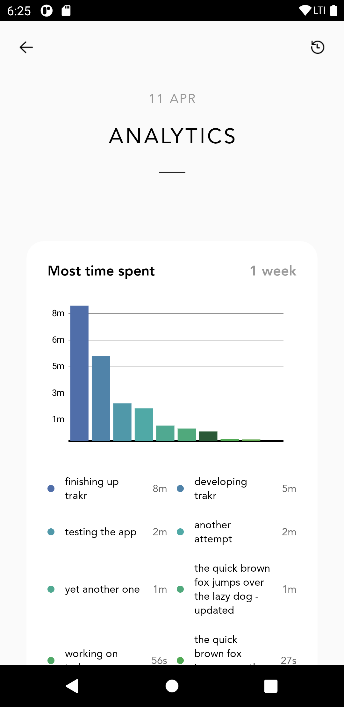 6:25
LTI
11 APR
ANALYTICS
Most time spent
1 week
8m
6m
5m
3m
1m
finishing up
trakr
8m
developing
trakr
5m
testing the app
2m
another
attempt
2m
yet another one
1m
the quick brown
fox jumps over
the lazy dog -
updated
1m
working on
56s
the quick
brown fox
27s